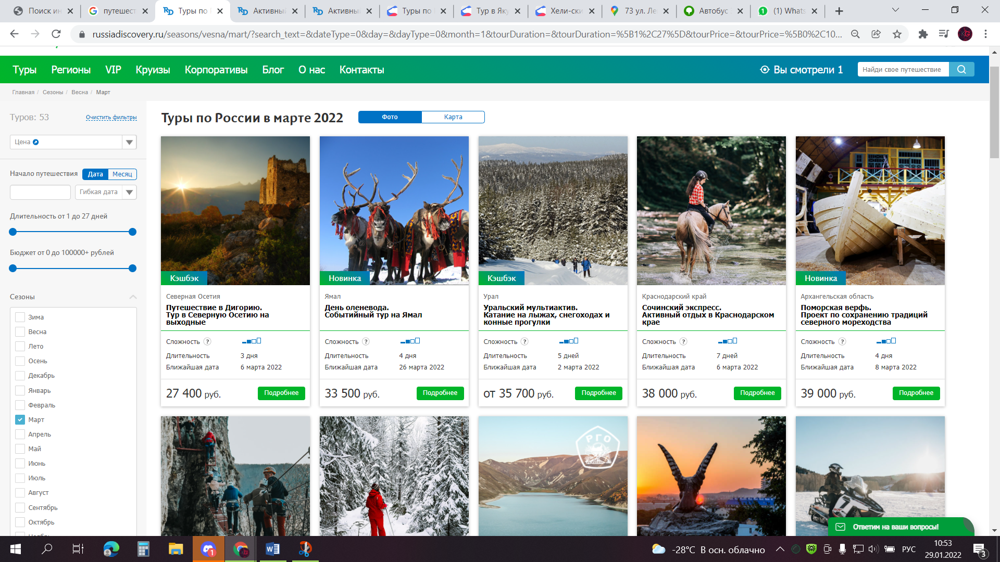 Поиск ин
путешест
Туры по
Активный
Активны
Туры по
Тур в Яку
Хели-ски
73 ул. Ле
Автобус
(1) Whats
russiadiscovery.ru/seasons/vesna/mart/?search_text=&dateType=0&day=&dayType=0&month=1&tourDuration=&tourDuration=%5B1%2C27%5D&tourPrice=&tourPrice=%5B0%2C10...
Туры Регионы VIP Круизы Корпоративы Блог О нас Контакты
Вы смотрели 1
Найди свое путешествие
Главная / Сезоны / Весна / Март
Туров: 53
Очистить фильтры
Цена
Начало путешествия
Дата
Месяц
Гибкая дата
Длительность от 1 до 27 дней
Бюджет от 0 до 100000+ рублей
Сезоны
Зима
Весна
Лето
Осень
Декабрь
Январь
Февраль
Март
Апрель
Май
Июнь
Июль
Август
Сентябрь
Октябрь
Туры по России в марте 2022
Фото
Карта
Кэшбэк
Северная Осетия
Путешествие в Дигорию.
Тур в Северную Осетию на
выходные
Сложность ?
Длительность 3 дня
Ближайшая дата 6 марта 2022
27 400 руб.
Подробнее
Новинка
Ямал
День оленевода.
Событийный тур на Ямал
Сложность ?
Длительность 4 дня
Ближайшая дата 26 марта 2022
33 500 руб.
Подробнее
Кэшбэк
Урал
Уральский мультиактив.
Катание на лыжах, снегоходах и
конные прогулки
Сложность ?
Длительность 5 дней
Ближайшая дата 2 марта 2022
от 35 700 руб.
Подробнее
Краснодарский край
Сочинский экспресс.
Активный отдых в Краснодарском
крае
Сложность ?
Длительность 7 дней
Ближайшая дата 6 марта 2022
38 000 руб.
Подробнее
Новинка
Архангельская область
Поморская верфь.
Проект по сохранению традиций
северного мореходства
Сложность ?
Длительность 4 дня
Ближайшая дата 8 марта 2022
39 000 руб.
Подробнее
РГО
Ответим на ваши вопросы!
1
-28°C В осн. облачно
РУС
10:53
29.01.2022
3